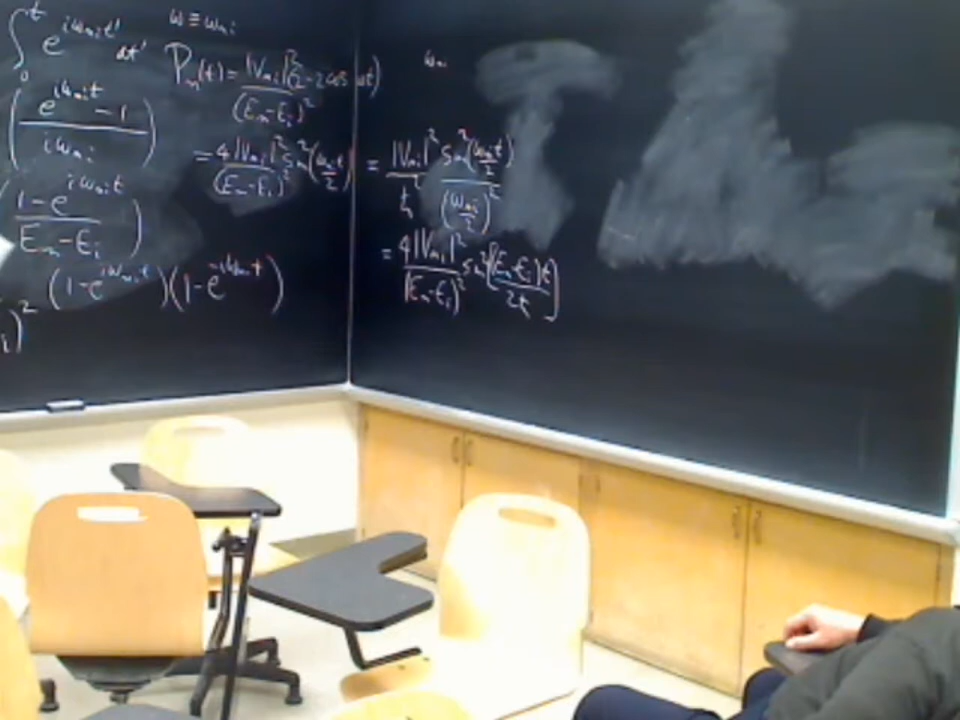 ∫₀ᵗ e^{iω_{ni}t'} dt'
(e^{iω_{ni}t} - 1)/(iω_{ni})
(1-e^{iω_{ni}t})/(E_n-E_i)
(1-e^{iω_{ni}t})(1-e^{-iω_{ni}t})
i)²
ω ≡ ω_{ni}
P_n(t) = |V_{ni}|²/(E_n-E_i)² (2-2cos ωt)
= 4|V_{ni}|²/(E_n-E_i)² sin²(ω_{ni}t/2)
ω_{ni}
= |V_{ni}|²/ħ² sin²(ω_{ni}t/2)/(ω_{ni}/2)²
= 4|V_{ni}|²/(E_n-E_i)² sin²[(E_n-E_i)t/2ħ]